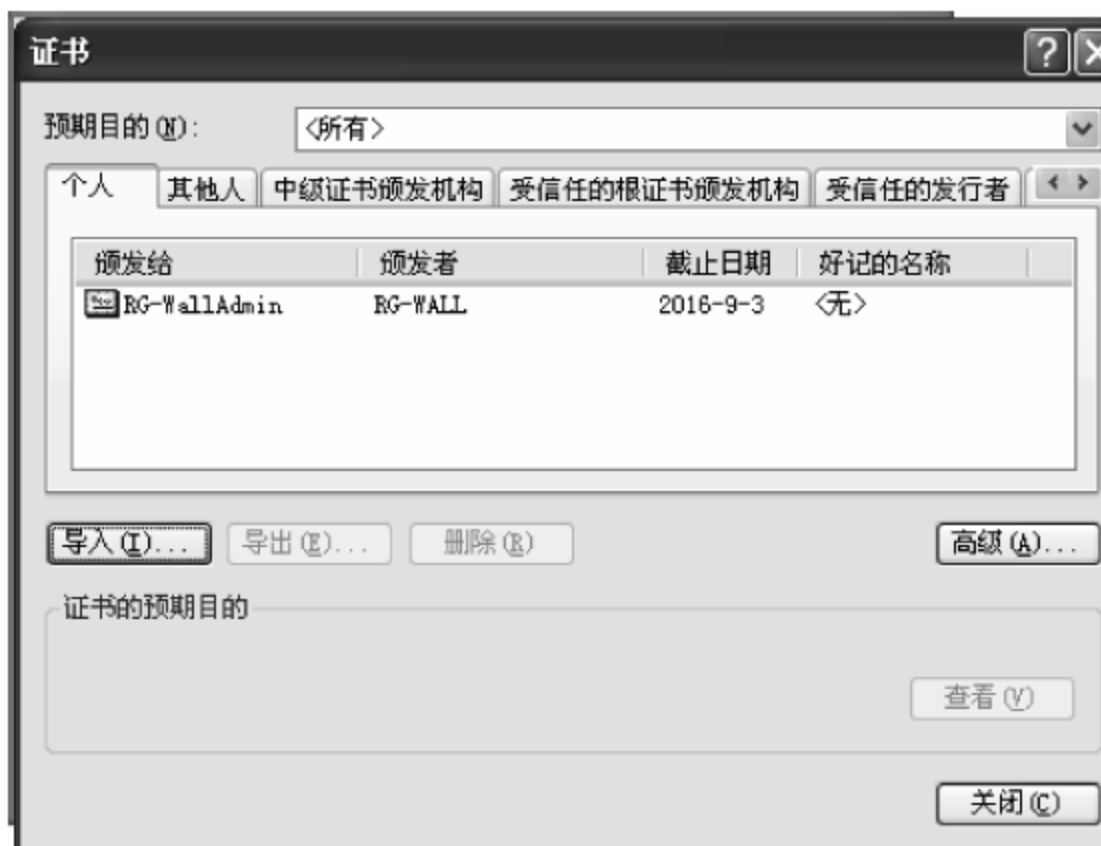 证书
预期目的(N): <所有>
个人 其他人 中级证书颁发机构 受信任的根证书颁发机构 受信任的发行者
颁发给 颁发者 截止日期 好记的名称
RG-WallAdmin RG-WALL 2016-9-3 <无>
导入(I)... 导出(E)... 删除(R) 高级(A)...
证书的预期目的
查看(V)
关闭(C)